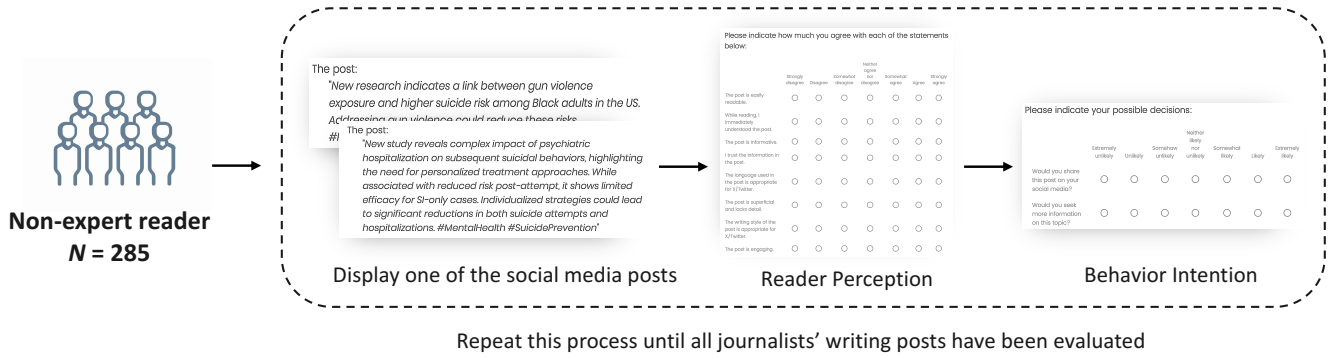 Non-expert reader
N = 285
The post:
"New research indicates a link between gun violence
exposure and higher suicide risk among Black adults in the US.
Addressing gun violence could reduce these risks.
The post:
"New study reveals complex impact of psychiatric
hospitalization on subsequent suicidal behaviors, highlighting
the need for personalized treatment approaches. While
associated with reduced risk post-attempt, it shows limited
efficacy for SI-only cases. Individualized strategies could lead
to significant reductions in both suicide attempts and
hospitalizations. #MentalHealth #SuicidePrevention"
Display one of the social media posts
Please indicate how much you agree with each of the statements
below:
Strongly disagree
Disagree
Somewhat disagree
Neither agree nor disagree
Somewhat agree
Agree
Strongly agree
The post is easily
readable.
While reading, I
immediately
understood the post.
The post is informative.
I trust the information in
the post.
The language used in
the post is appropriate
for X/Twitter.
The post is superficial
and lacks detail.
The writing style of the
post is appropriate for
X/Twitter.
The post is engaging.
Reader Perception
Please indicate your possible decisions:
Extremely unlikely
Unlikely
Somehow unlikely
Neither likely nor unlikely
Somewhat likely
Likely
Extremely likely
Would you share
this post on your
social media?
Would you seek
more information
on this topic?
Behavior Intention
Repeat this process until all journalists' writing posts have been evaluated